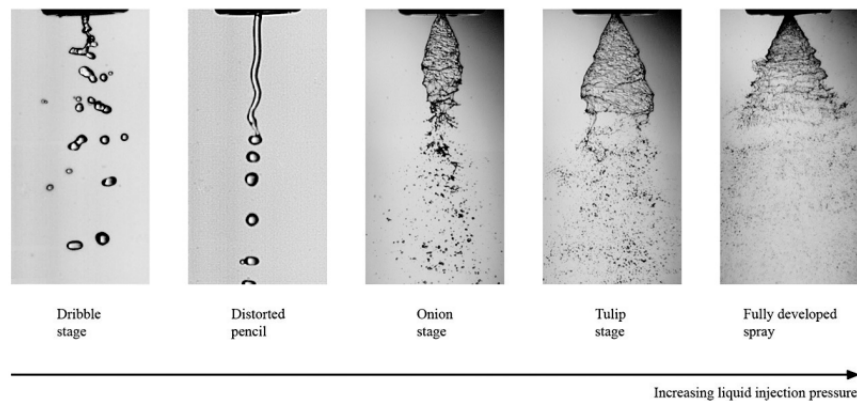 Dribble
stage
Distorted
pencil
Onion
stage
Tulip
stage
Fully developed
spray
Increasing liquid injection pressure